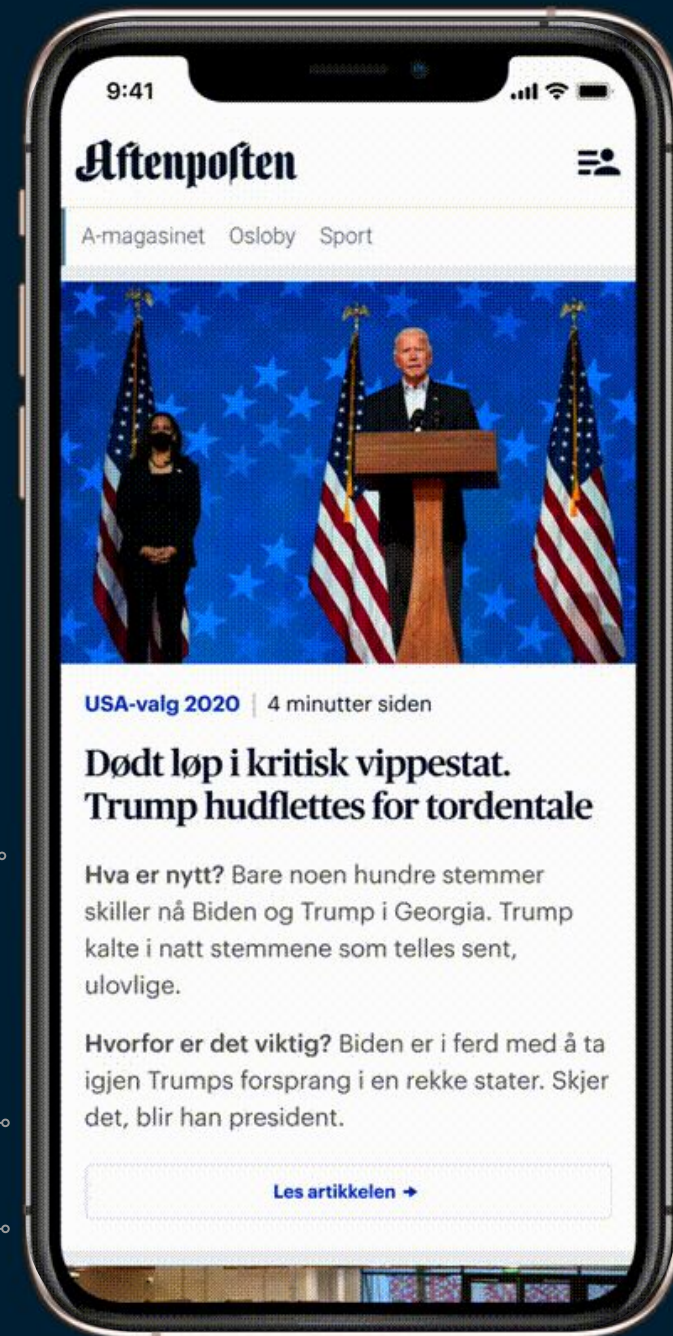 9:41
Aftenposten
A-magasinet Osloby Sport
USA-valg 2020 | 4 minutter siden
Dødt løp i kritisk vippestat.
Trump hudflettes for tordentale
Hva er nytt? Bare noen hundre stemmer
skiller nå Biden og Trump i Georgia. Trump
kalte i natt stemmene som telles sent,
ulovlige.
Hvorfor er det viktig? Biden er i ferd med å ta
igjen Trumps forsprang i en rekke stater. Skjer
det, blir han president.
Les artikkelen →